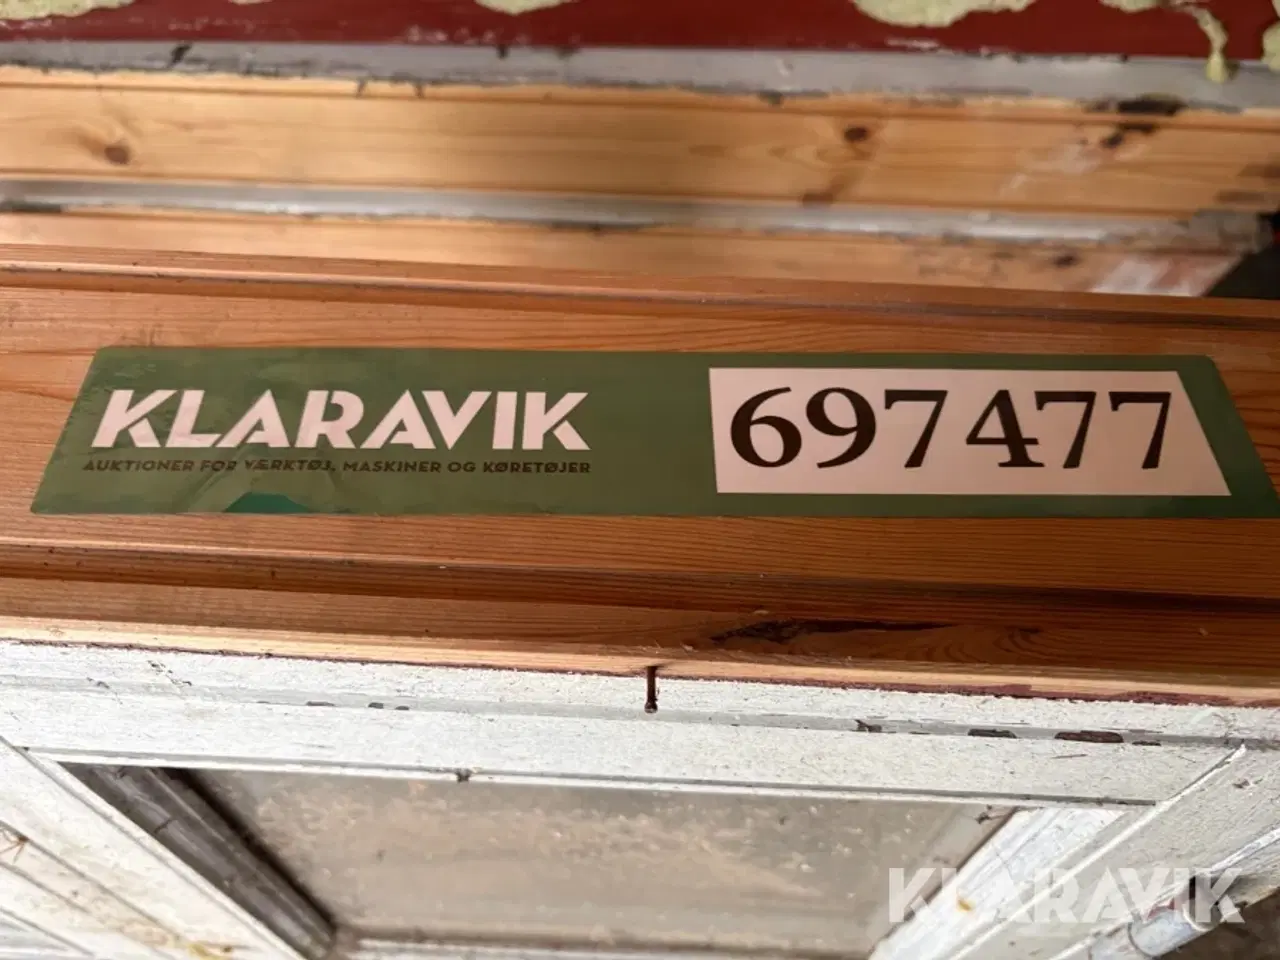 KLARAVIK
AUKTIONER FOR VÆRKTØJ, MASKINER OG KØRETØJER
697477
KLARAVIK